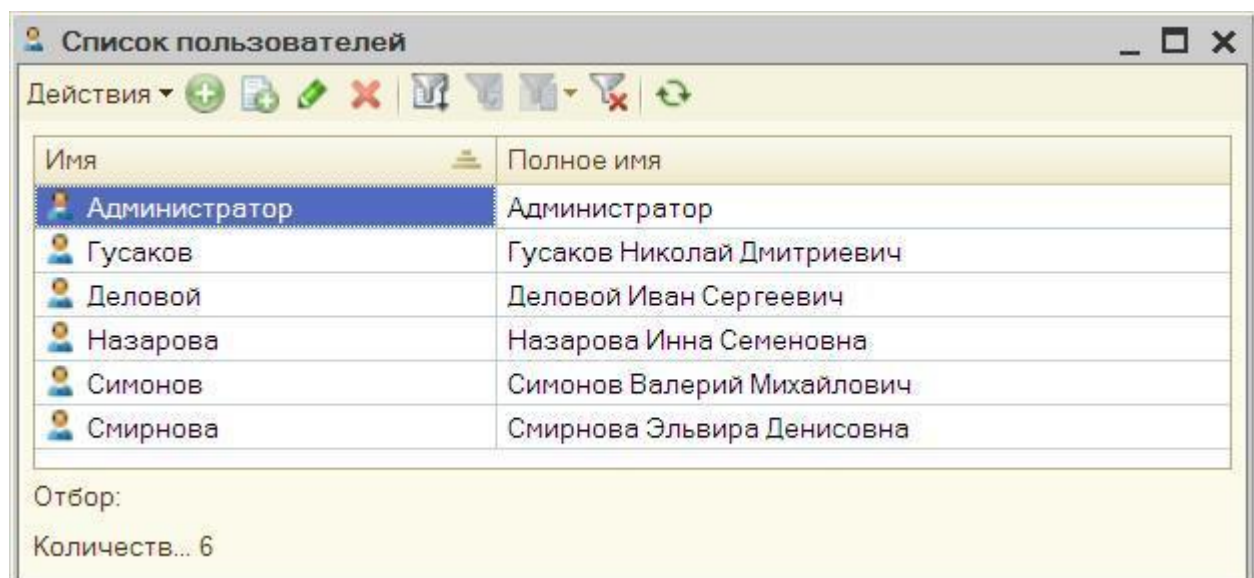 Список пользователей
Действия
Имя Полное имя
Администратор Администратор
Гусаков Гусаков Николай Дмитриевич
Деловой Деловой Иван Сергеевич
Назарова Назарова Инна Семеновна
Симонов Симонов Валерий Михайлович
Смирнова Смирнова Эльвира Денисовна
Отбор:
Количеств... 6